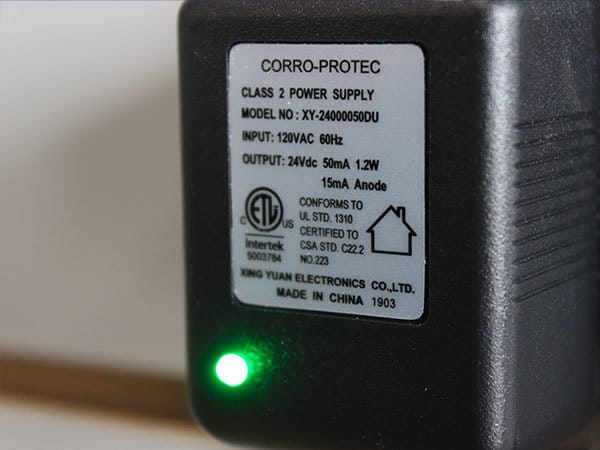 CORRO-PROTEC
CLASS 2 POWER SUPPLY
MODEL NO : XY-24000050DU
INPUT: 120VAC 60Hz
OUTPUT: 24Vdc 50mA 1.2W
15mA Anode
ETL
C US
Intertek
5003784
CONFORMS TO
UL STD. 1310
CERTIFIED TO
CSA STD. C22.2
NO.223
XING YUAN ELECTRONICS CO.,LTD.
MADE IN CHINA 1903